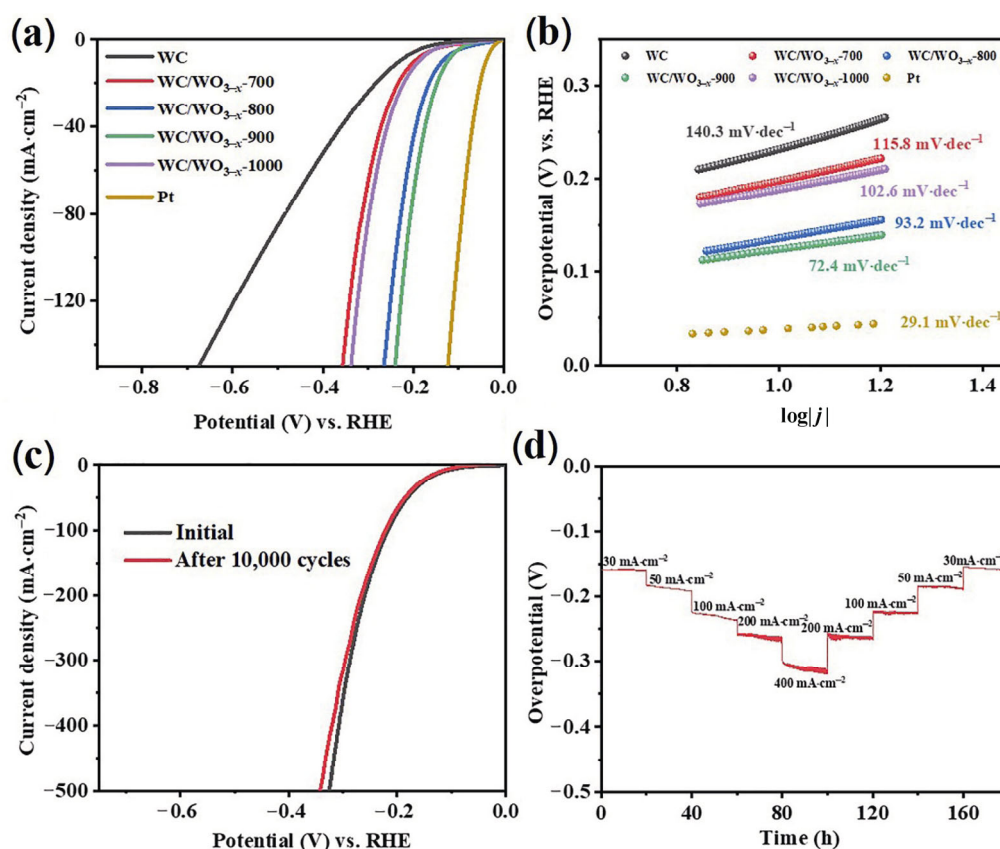 (a)
0
−40
−80
−120
Current density (mA·cm⁻²)
WC
WC/WO₃₋ₓ-700
WC/WO₃₋ₓ-800
WC/WO₃₋ₓ-900
WC/WO₃₋ₓ-1000
Pt
−0.8 −0.6 −0.4 −0.2 0.0
Potential (V) vs. RHE
(b)
0.3
0.2
0.1
0.0
Overpotential (V) vs. RHE
WC WC/WO₃₋ₓ-700 WC/WO₃₋ₓ-800
WC/WO₃₋ₓ-900 WC/WO₃₋ₓ-1000 Pt
140.3 mV·dec⁻¹
115.8 mV·dec⁻¹
102.6 mV·dec⁻¹
93.2 mV·dec⁻¹
72.4 mV·dec⁻¹
29.1 mV·dec⁻¹
0.8 1.0 1.2 1.4
log|j|
(c)
0
−100
−200
−300
−400
−500
Current density (mA·cm⁻²)
Initial
After 10,000 cycles
−0.6 −0.4 −0.2 0.0
Potential (V) vs. RHE
(d)
0.0
−0.1
−0.2
−0.3
−0.4
−0.5
Overpotential (V)
30 mA·cm⁻²
50 mA·cm⁻²
100 mA·cm⁻²
200 mA·cm⁻²
400 mA·cm⁻²
200 mA·cm⁻²
100 mA·cm⁻²
50 mA·cm⁻²
30mA·cm⁻²
0 40 80 120 160
Time (h)